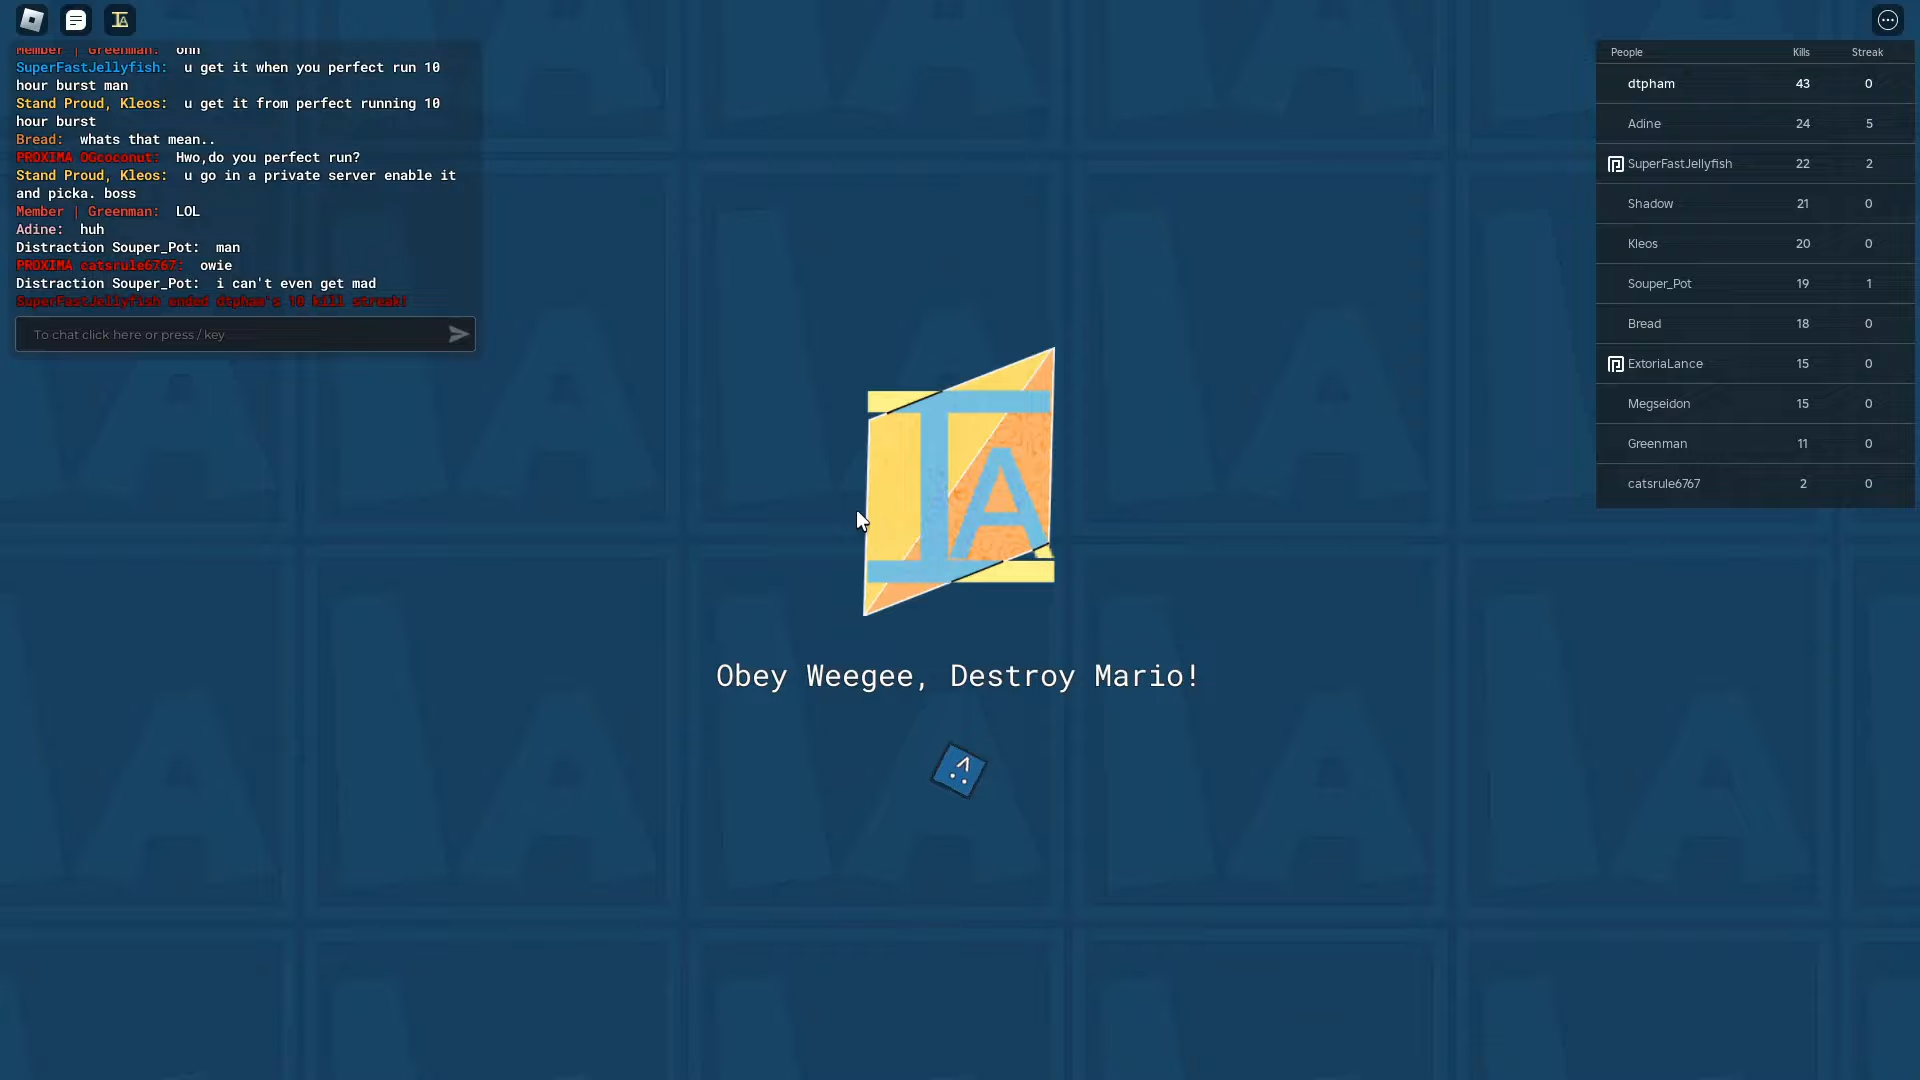 Member | Greenman: ohh
SuperFastJellyfish: u get it when you perfect run 10
hour burst man
Stand Proud, Kleos: u get it from perfect running 10
hour burst
Bread: whats that mean..
PROXIMA OGcoconut: Hwo,do you perfect run?
Stand Proud, Kleos: u go in a private server enable it
and picka. boss
Member | Greenman: LOL
Adine: huh
Distraction Souper_Pot: man
PROXIMA catsrule6767: owie
Distraction Souper_Pot: i can't even get mad
SuperFastJellyfish ended dtpham's 10 kill streak!
To chat click here or press / key
People Kills Streak
dtpham 43 0
Adine 24 5
SuperFastJellyfish 22 2
Shadow 21 0
Kleos 20 0
Souper_Pot 19 1
Bread 18 0
ExtoriaLance 15 0
Megseidon 15 0
Greenman 11 0
catsrule6767 2 0
IA
Obey Weegee, Destroy Mario!